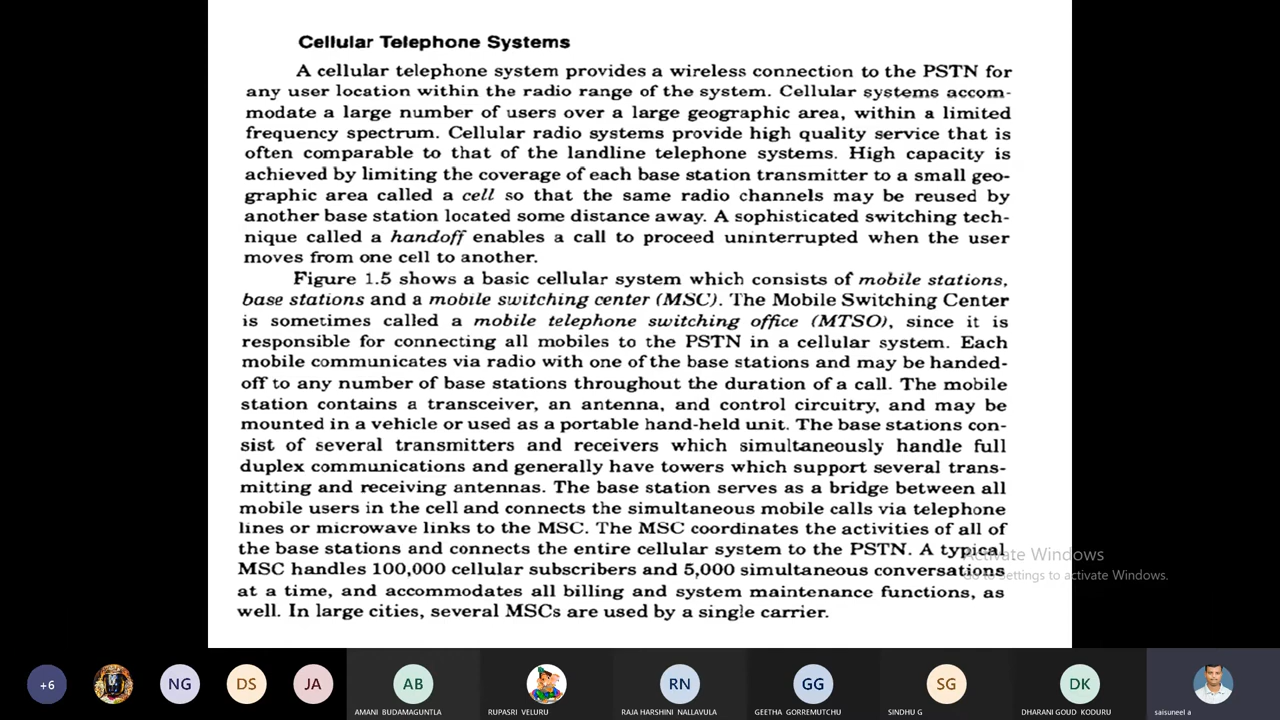 Cellular Telephone Systems
A cellular telephone system provides a wireless connection to the PSTN for
any user location within the radio range of the system. Cellular systems accom-
modate a large number of users over a large geographic area, within a limited
frequency spectrum. Cellular radio systems provide high quality service that is
often comparable to that of the landline telephone systems. High capacity is
achieved by limiting the coverage of each base station transmitter to a small geo-
graphic area called a cell so that the same radio channels may be reused by
another base station located some distance away. A sophisticated switching tech-
nique called a handoff enables a call to proceed uninterrupted when the user
moves from one cell to another.
Figure 1.5 shows a basic cellular system which consists of mobile stations,
base stations and a mobile switching center (MSC). The Mobile Switching Center
is sometimes called a mobile telephone switching office (MTSO), since it is
responsible for connecting all mobiles to the PSTN in a cellular system. Each
mobile communicates via radio with one of the base stations and may be handed-
off to any number of base stations throughout the duration of a call. The mobile
station contains a transceiver, an antenna, and control circuitry, and may be
mounted in a vehicle or used as a portable hand-held unit. The base stations con-
sist of several transmitters and receivers which simultaneously handle full
duplex communications and generally have towers which support several trans-
mitting and receiving antennas. The base station serves as a bridge between all
mobile users in the cell and connects the simultaneous mobile calls via telephone
lines or microwave links to the MSC. The MSC coordinates the activities of all of
the base stations and connects the entire cellular system to the PSTN. A typical
MSC handles 100,000 cellular subscribers and 5,000 simultaneous conversations
at a time, and accommodates all billing and system maintenance functions, as
well. In large cities, several MSCs are used by a single carrier.
Activate Windows
Go to Settings to activate Windows.
+6
NG
DS
JA
AB
RN
GG
SG
DK
AMANI BUDAMAGUNTLA
RUPASRI VELURU
RAJA HARSHINI NALLAVULA
GEETHA GORREMUTCHU
SINDHU G
DHARANI GOUD KODURU
saisuneel a